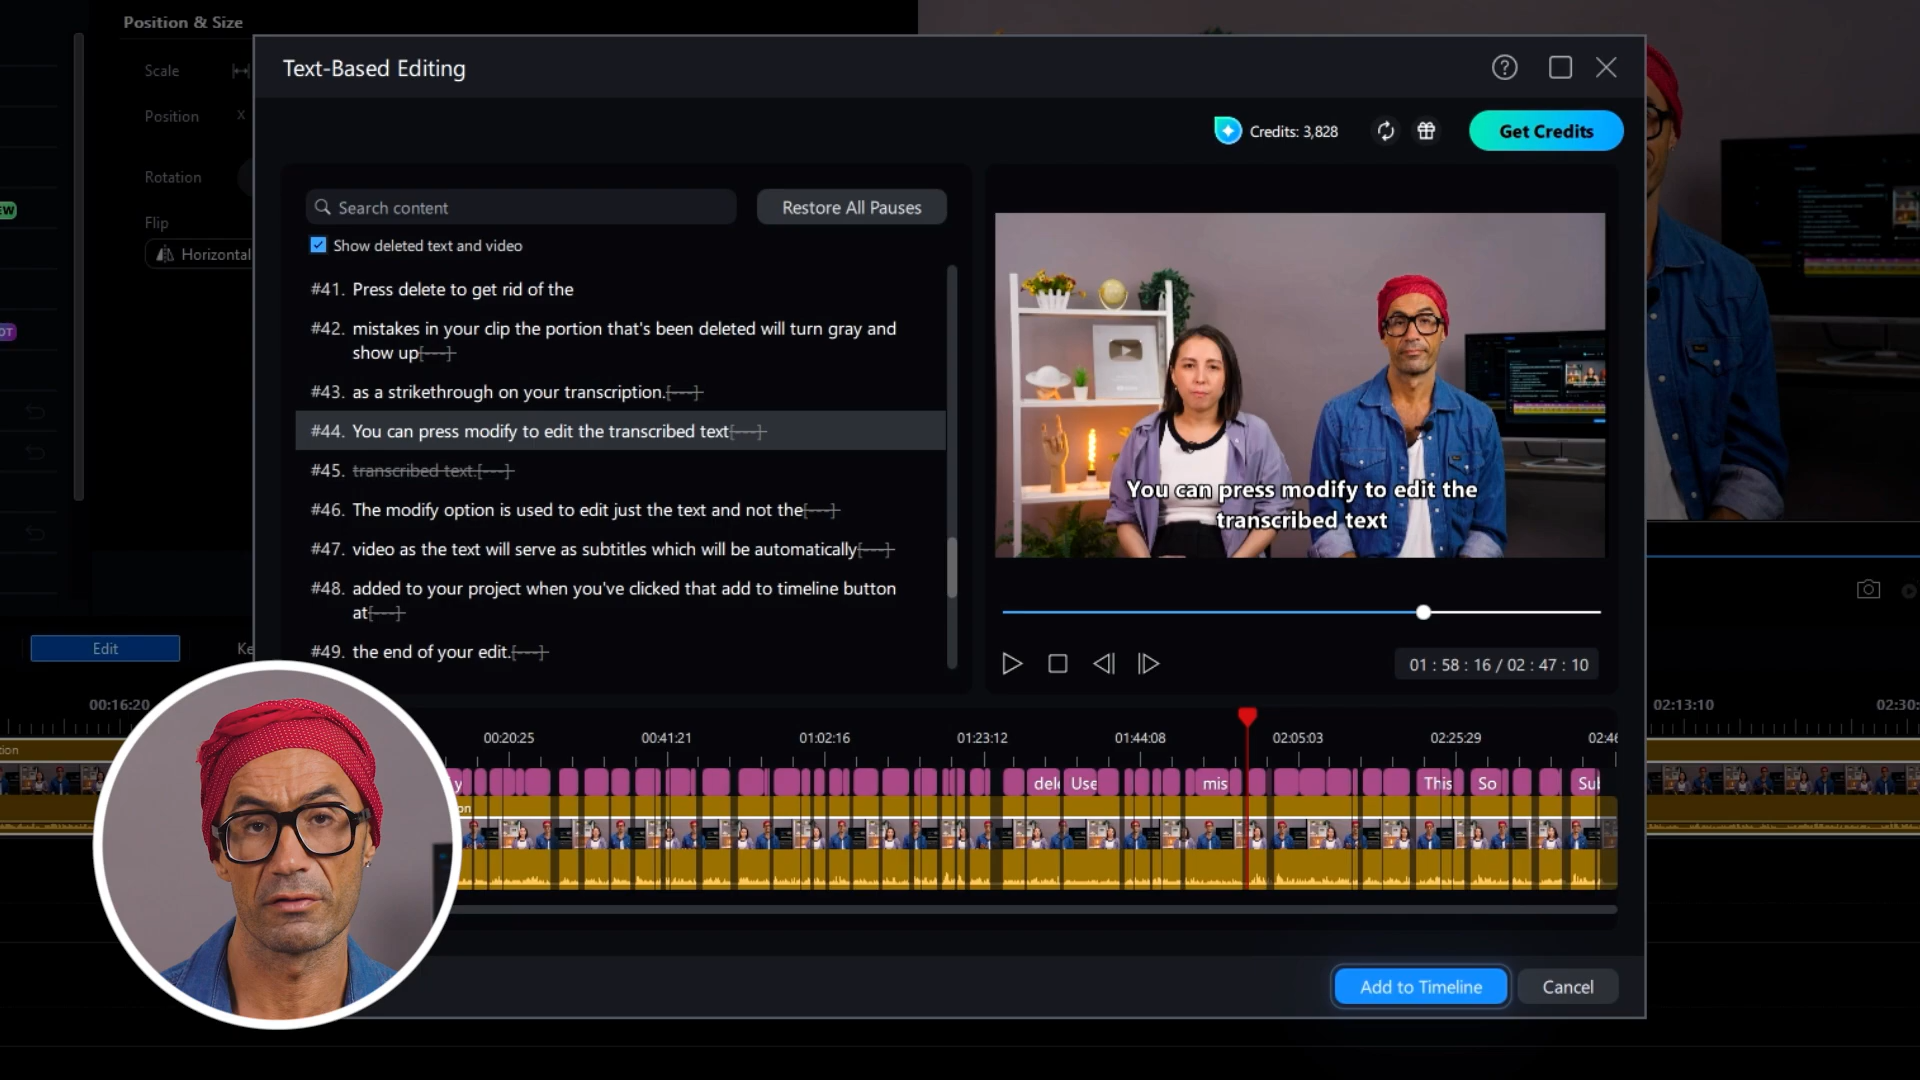 Position & Size
Scale
Position
X
Rotation
Flip
Horizontal
Edit
00:16:20
Text-Based Editing
Credits: 3,828
Get Credits
Search content
Restore All Pauses
Show deleted text and video
#41. Press delete to get rid of the
#42. mistakes in your clip the portion that's been deleted will turn gray and
show up[---]
#43. as a strikethrough on your transcription.[---]
#44. You can press modify to edit the transcribed text[---]
#45. transcribed text.[---]
#46. The modify option is used to edit just the text and not the[---]
#47. video as the text will serve as subtitles which will be automatically[---]
#48. added to your project when you've clicked that add to timeline button
at[---]
#49. the end of your edit.[---]
You can press modify to edit the
transcribed text
01 : 58 : 16 / 02 : 47 : 10
00:20:25 00:41:21 01:02:16 01:23:12 01:44:08 02:05:03 02:25:29 02:46
y del Use mis This So Sul
Add to Timeline
Cancel
02:13:10
02:30: